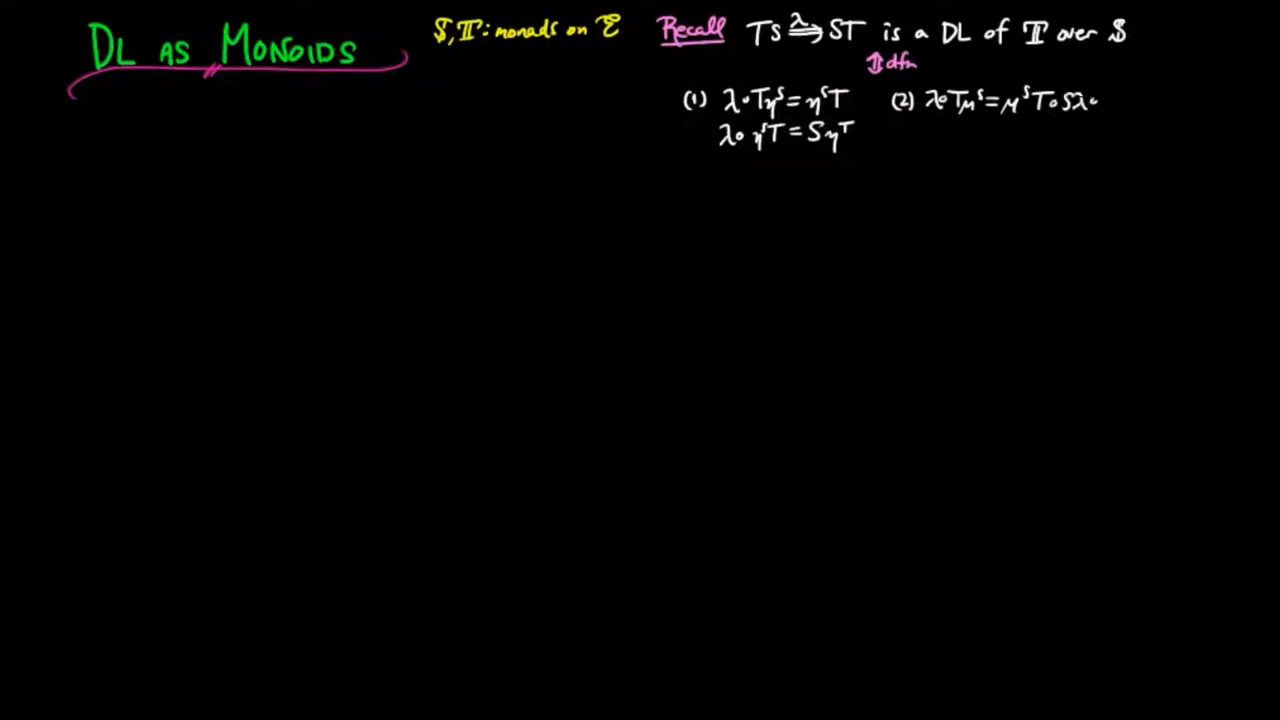 DL AS MONOIDS
𝕊, 𝕋 : monads on ℰ
Recall TS ⇒^λ ST is a DL of 𝕋 over 𝕊
⇕ dfn
(1) λ∘Tη^S = η^S T
λ∘η^T T = Sη^T
(2) λ∘Tμ^S = μ^S T∘Sλ∘